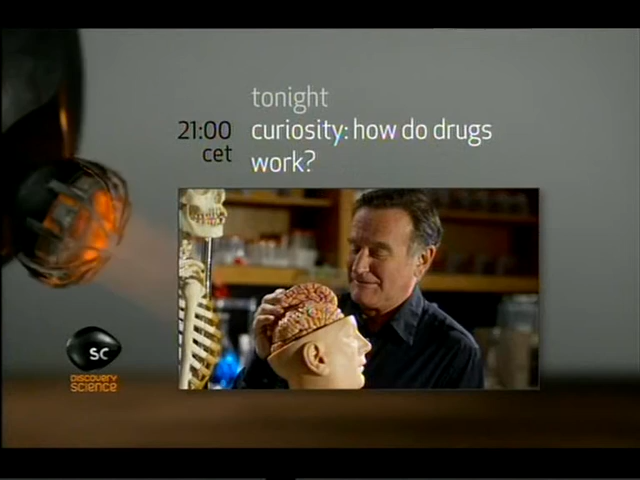 tonight
21:00 curiosity: how do drugs
cet work?
SC
DISCOVERY
SCIENCE